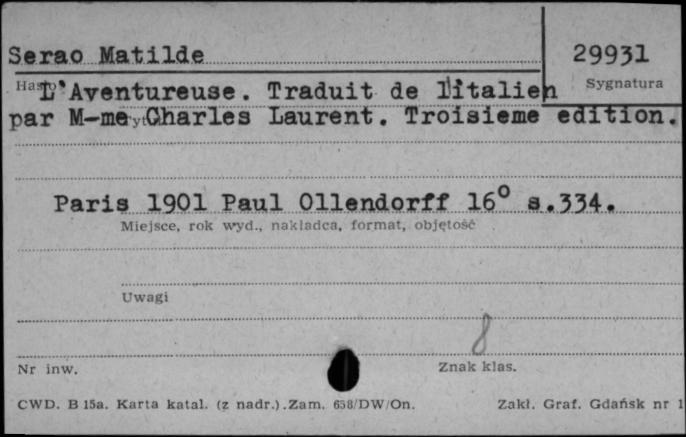 Serao Matilde 29931
Hasło Sygnatura
L'Aventureuse. Traduit de litalien
par M-me Charles Laurent. Troisieme edition.
Paris 1901 Paul Ollendorff 16° s.334.
Miejsce, rok wyd., nakładca, format, objętość
Uwagi
8
Nr inw. Znak klas.
CWD. B 15a. Karta katal. (z nadr.). Zam. 658/DW/On. Zakł. Graf. Gdańsk nr 1